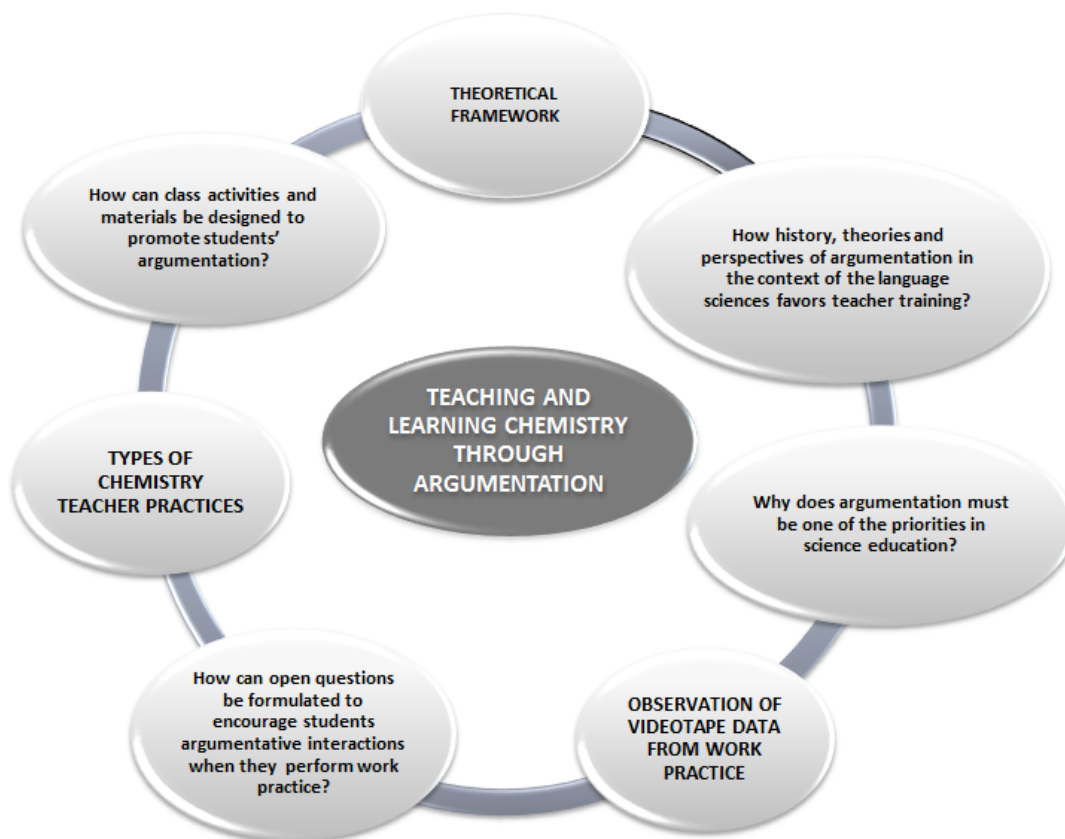 THEORETICAL
FRAMEWORK
How can class activities and
materials be designed to
promote students'
argumentation?
How history, theories and
perspectives of argumentation in
the context of the language
sciences favors teacher training?
TEACHING AND
LEARNING CHEMISTRY
THROUGH
ARGUMENTATION
TYPES OF
CHEMISTRY
TEACHER PRACTICES
Why does argumentation must
be one of the priorities in
science education?
How can open questions
be formulated to
encourage students
argumentative interactions
when they perform work
practice?
OBSERVATION OF
VIDEOTAPE DATA
FROM WORK
PRACTICE